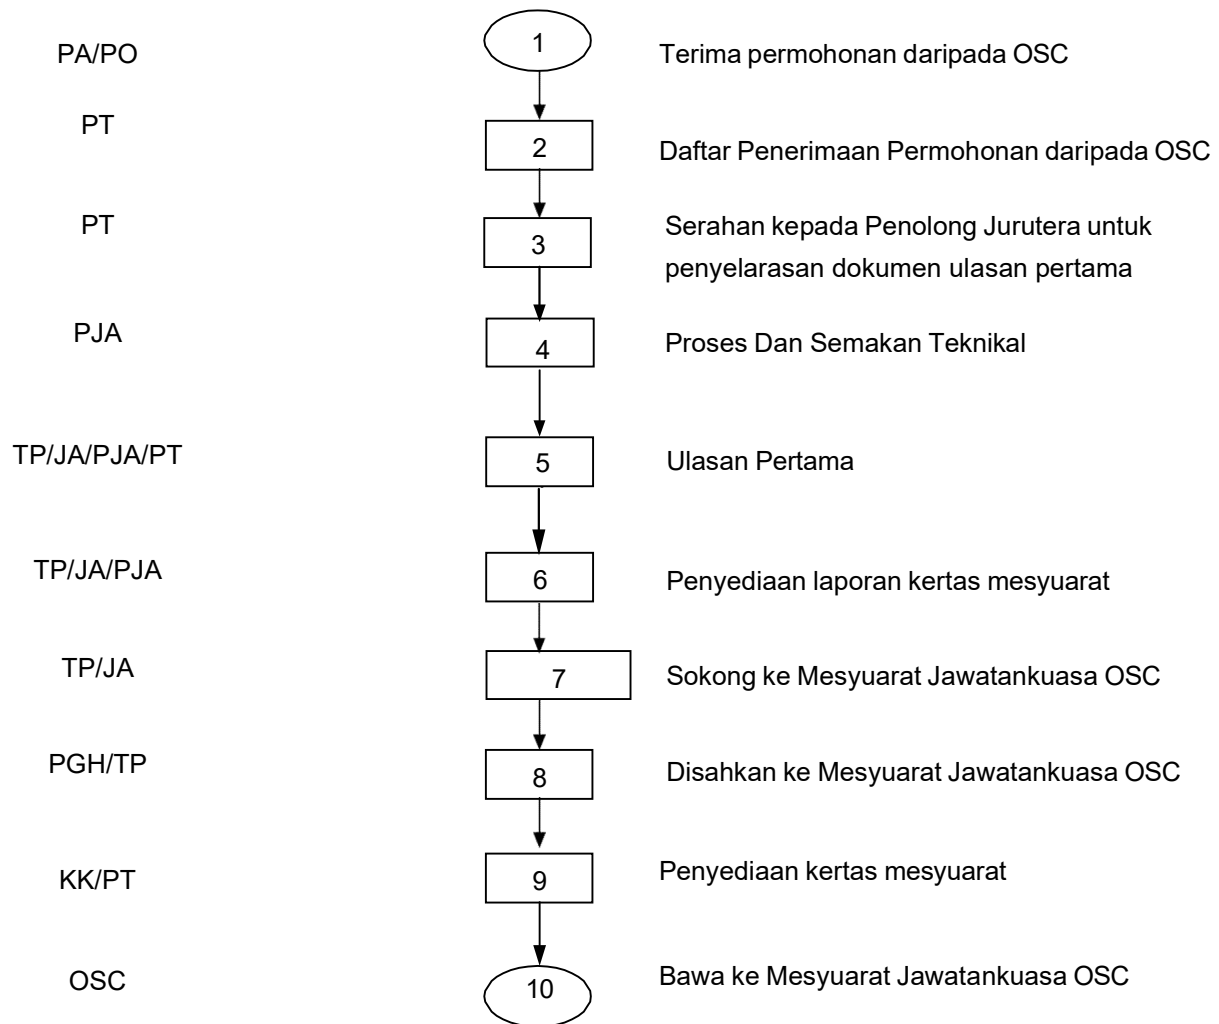 PA/PO
1
Terima permohonan daripada OSC
PT
2
Daftar Penerimaan Permohonan daripada OSC
PT
3
Serahan kepada Penolong Jurutera untuk
penyelarasan dokumen ulasan pertama
PJA
4
Proses Dan Semakan Teknikal
TP/JA/PJA/PT
5
Ulasan Pertama
TP/JA/PJA
6
Penyediaan laporan kertas mesyuarat
TP/JA
7
Sokong ke Mesyuarat Jawatankuasa OSC
PGH/TP
8
Disahkan ke Mesyuarat Jawatankuasa OSC
KK/PT
9
Penyediaan kertas mesyuarat
OSC
10
Bawa ke Mesyuarat Jawatankuasa OSC